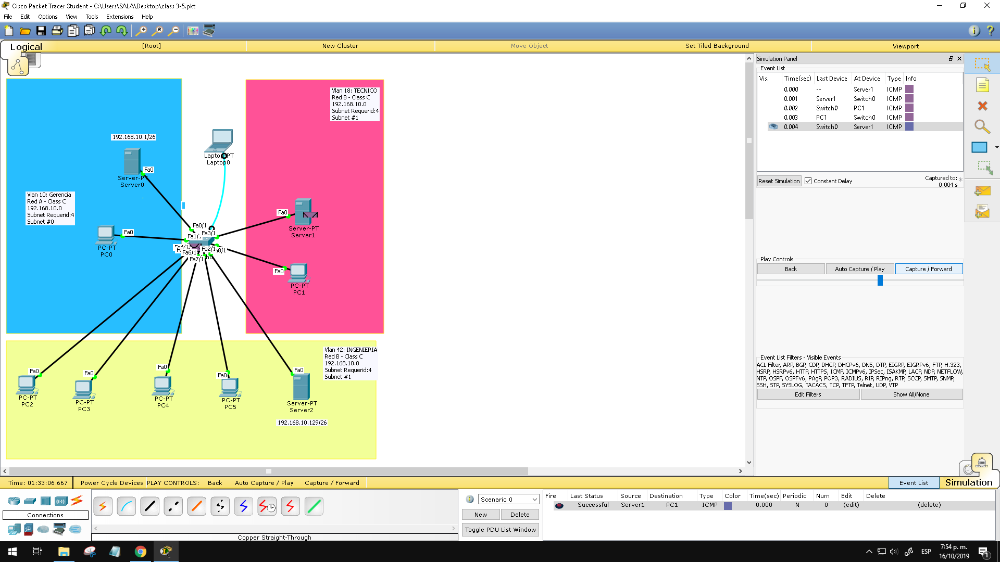 Cisco Packet Tracer Student - C:\Users\SALA\Desktop\class 3-5.pkt
File Edit Options View Tools Extensions Help
Logical [Root] New Cluster Move Object Set Tiled Background Viewport
Vlan 18: TECNICO
Red B - Class C
192.168.10.0
Subnet Requerid:4
Subnet #1
192.168.10.1/26
Laptop-PT
Laptop0
Fa0
Server-PT
Server0
Vlan 10: Gerencia
Red A - Class C
192.168.10.0
Subnet Requerid:4
Subnet #0
Fa0
Server-PT
Server1
Fa0
PC-PT
PC0
Fa0/1
Fa3/1
Fa1/1
Fa2/1
Fa6/1
Fa7/1
Fa0
PC-PT
PC1
Vlan 42: INGENIERIA
Red B - Class C
192.168.10.0
Subnet Requerid:4
Subnet #1
Fa0
PC-PT
PC2
Fa0
PC-PT
PC3
Fa0
PC-PT
PC4
Fa0
PC-PT
PC5
Fa0
Server-PT
Server2
192.168.10.129/26
Simulation Panel
Event List
Vis. Time(sec) Last Device At Device Type Info
0.000 -- Server1 ICMP
0.001 Server1 Switch0 ICMP
0.002 Switch0 PC1 ICMP
0.003 PC1 Switch0 ICMP
0.004 Switch0 Server1 ICMP
Reset Simulation Constant Delay Captured to: *
0.004 s
Play Controls
Back Auto Capture / Play Capture / Forward
Event List Filters - Visible Events
ACL Filter, ARP, BGP, CDP, DHCP, DHCPv6, DNS, DTP, EIGRP, EIGRPv6, FTP, H.323,
HSRP, HSRPv6, HTTP, HTTPS, ICMP, ICMPv6, IPSec, ISAKMP, LACP, NDP, NETFLOW,
NTP, OSPF, OSPFv6, PAgP, POP3, RADIUS, RIP, RIPng, RTP, SCCP, SMTP, SNMP,
SSH, STP, SYSLOG, TACACS, TCP, TFTP, Telnet, UDP, VTP
Edit Filters Show All/None
Time: 01:33:06.667 Power Cycle Devices PLAY CONTROLS: Back Auto Capture / Play Capture / Forward Event List Simulation
Connections
Copper Straight-Through
Scenario 0
New Delete
Toggle PDU List Window
Fire Last Status Source Destination Type Color Time(sec) Periodic Num Edit Delete
Successful Server1 PC1 ICMP 0.000 N 0 (edit) (delete)
ESP
7:54 p. m.
16/10/2019
1